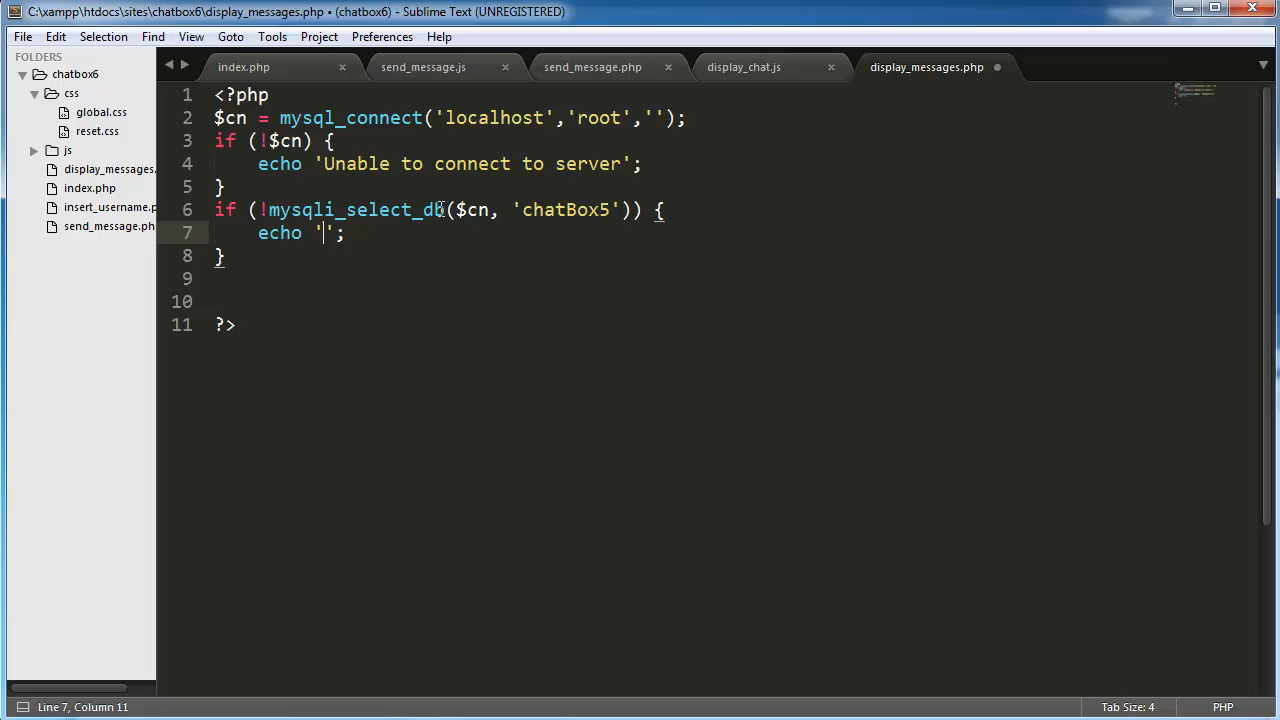 C:\xampp\htdocs\sites\chatbox6\display_messages.php • (chatbox6) - Sublime Text (UNREGISTERED)
File Edit Selection Find View Goto Tools Project Preferences Help
FOLDERS
chatbox6
css
global.css
reset.css
js
display_messages.
index.php
insert_username.p
send_message.ph
index.php × send_message.js × send_message.php × display_chat.js × display_messages.php
1 <?php
2 $cn = mysql_connect('localhost','root','');
3 if (!$cn) {
4 echo 'Unable to connect to server';
5 }
6 if (!mysqli_select_db($cn, 'chatBox5')) {
7 echo '';
8 }
9
10
11 ?>
Line 7, Column 11 Tab Size: 4 PHP